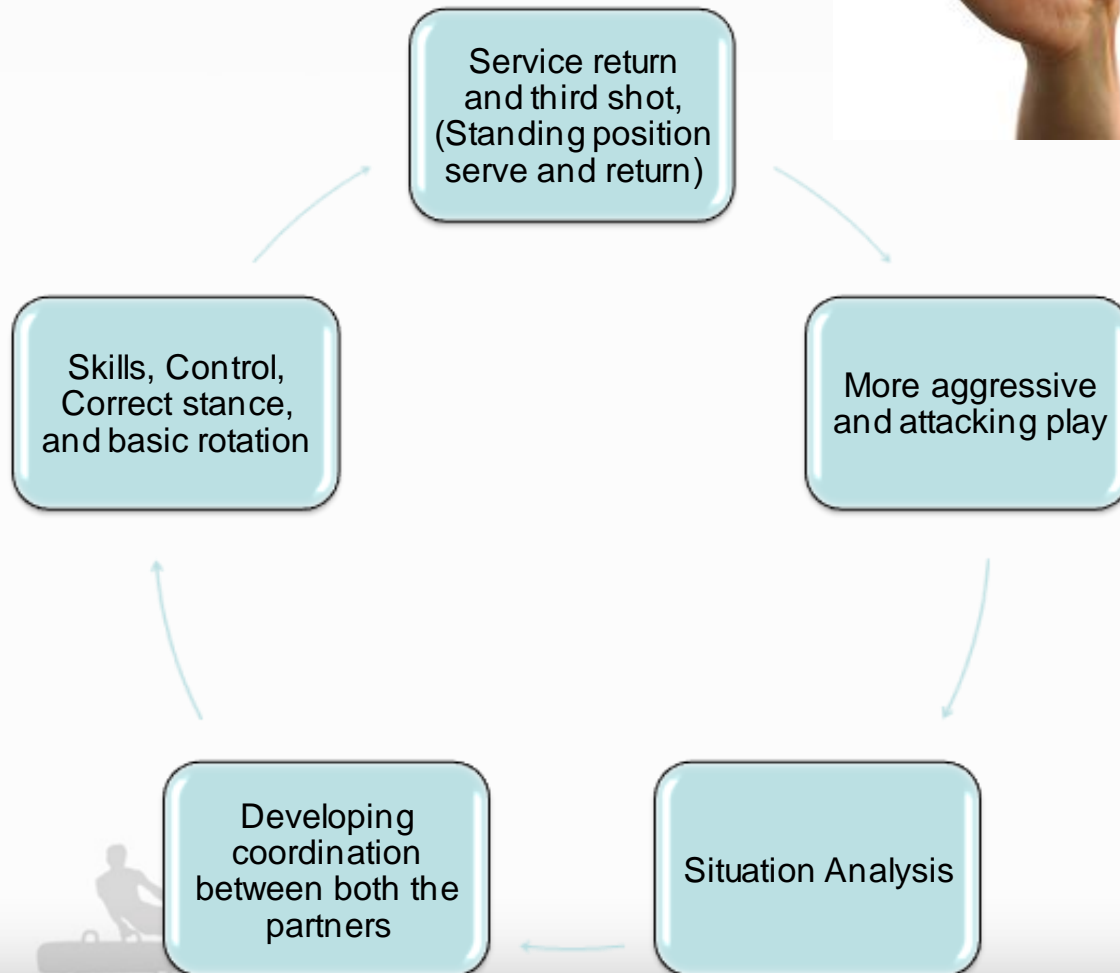 Service return
and third shot,
(Standing position
serve and return)
More aggressive
and attacking play
Situation Analysis
Developing
coordination
between both the
partners
Skills, Control,
Correct stance,
and basic rotation